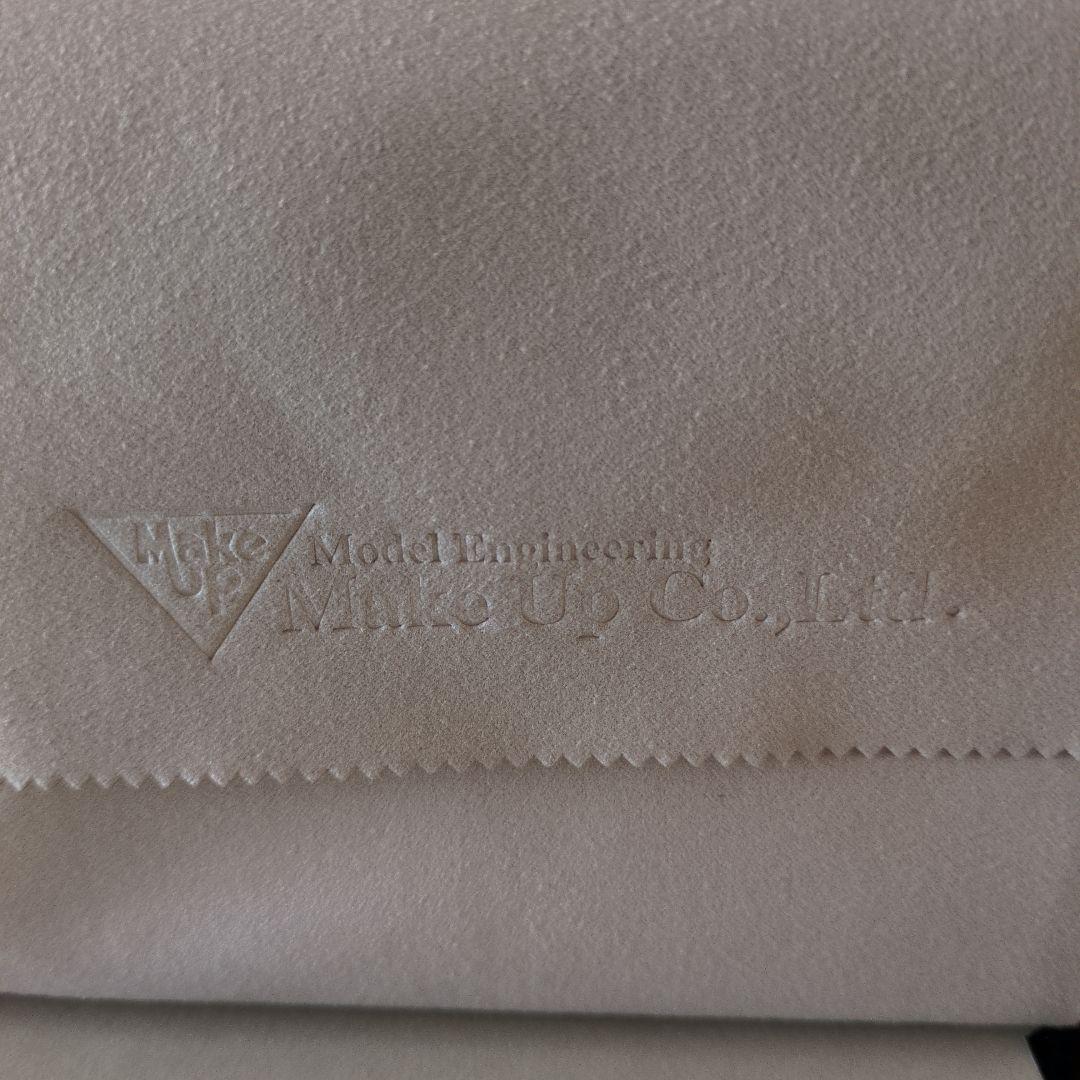 Make
Up
Model Engineering
Make Up Co.,Ltd.